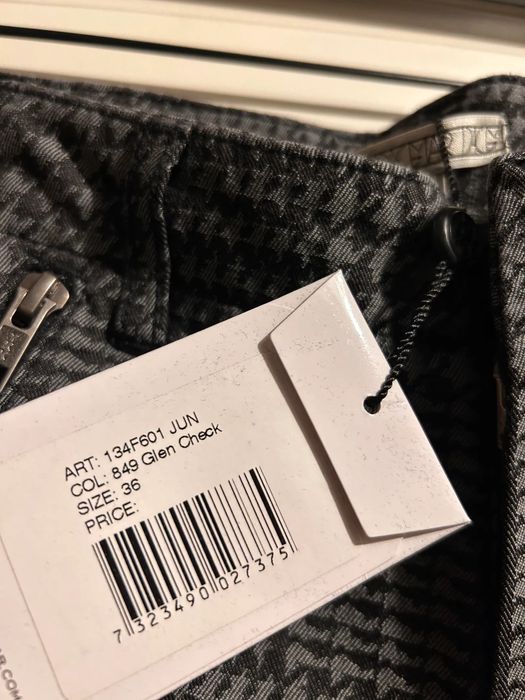 ART: 134F601 JUN
COL: 849 Glen Check
SIZE: 36
PRICE:
7 323490 027375